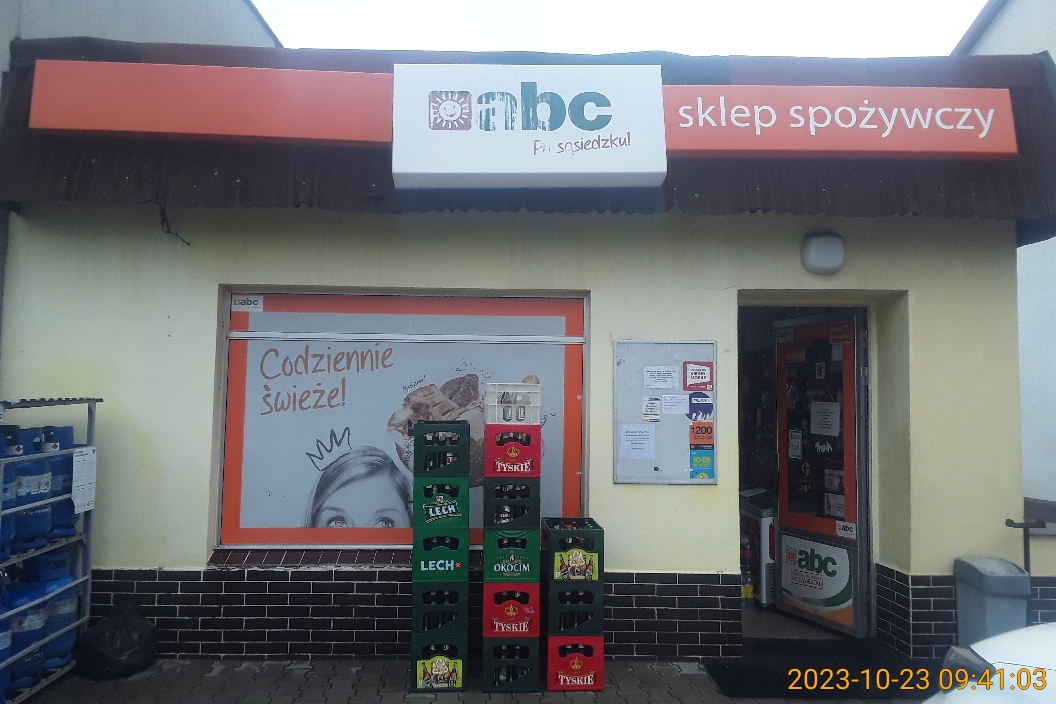 abc
Po sąsiedzku!
sklep spożywczy
abc
Codziennie
świeże!
TYSKIE
LECH
LECH
OKOCIM
TYSKIE
TYSKIE
PLAY
1200
abc
abc
2023-10-23 09:41:03